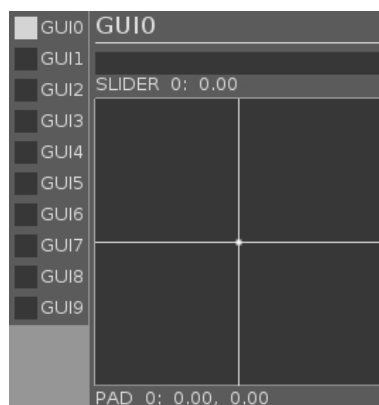 GUI0
GUI1
GUI2
GUI3
GUI4
GUI5
GUI6
GUI7
GUI8
GUI9
GUI0
SLIDER 0: 0.00
PAD 0: 0.00, 0.00